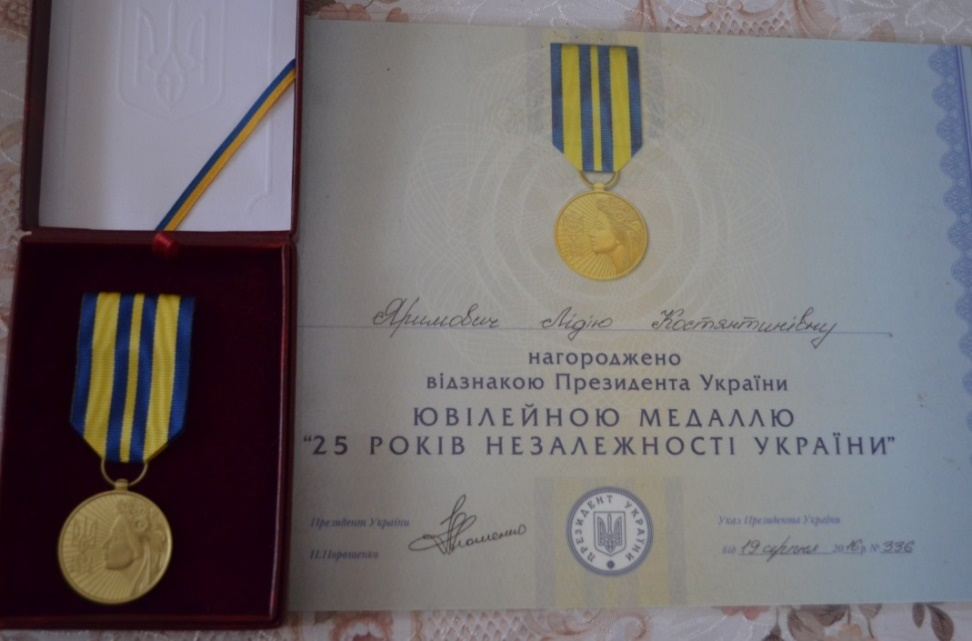 Яримович Лідію Костянтинівну
нагороджено
відзнакою Президента України
ЮВІЛЕЙНОЮ МЕДАЛЛЮ
"25 РОКІВ НЕЗАЛЕЖНОСТІ УКРАЇНИ"
Президент України
П.Порошенко
ПРЕЗИДЕНТ УКРАЇНИ
Указ Президента України
від 19 серпня 2016 р. № 336